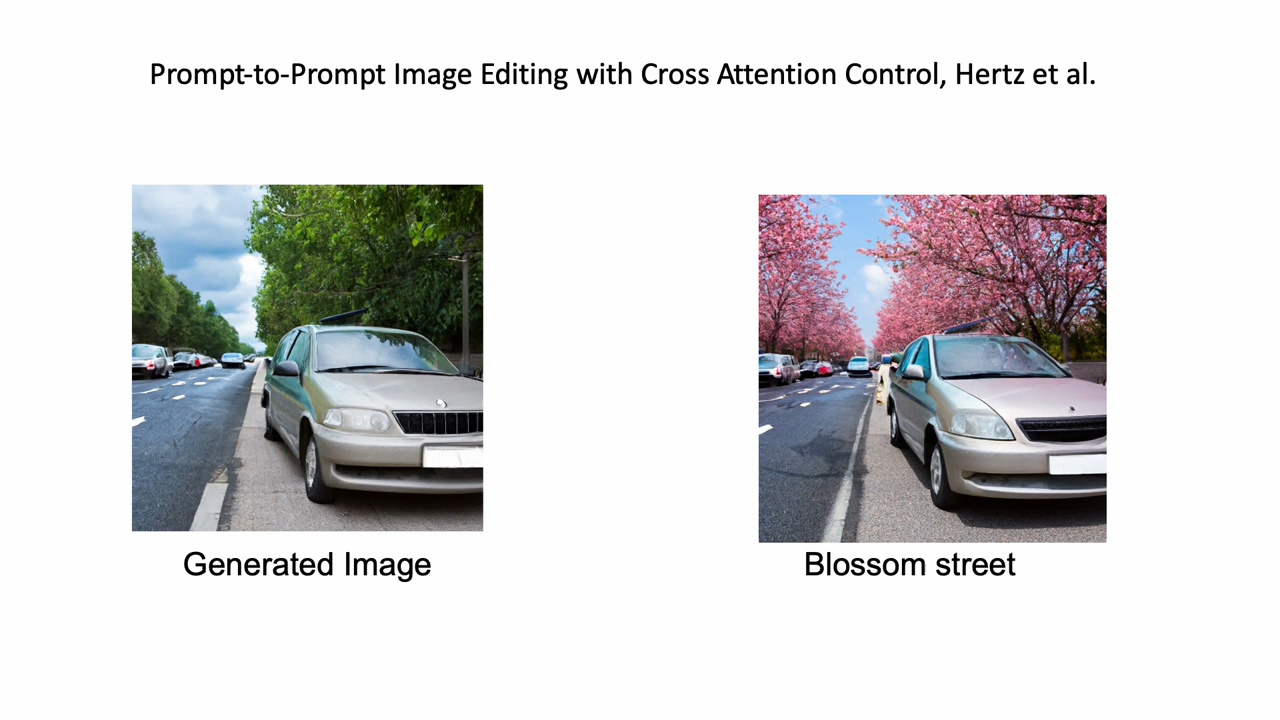 Prompt-to-Prompt Image Editing with Cross Attention Control, Hertz et al.
Generated Image
Blossom street